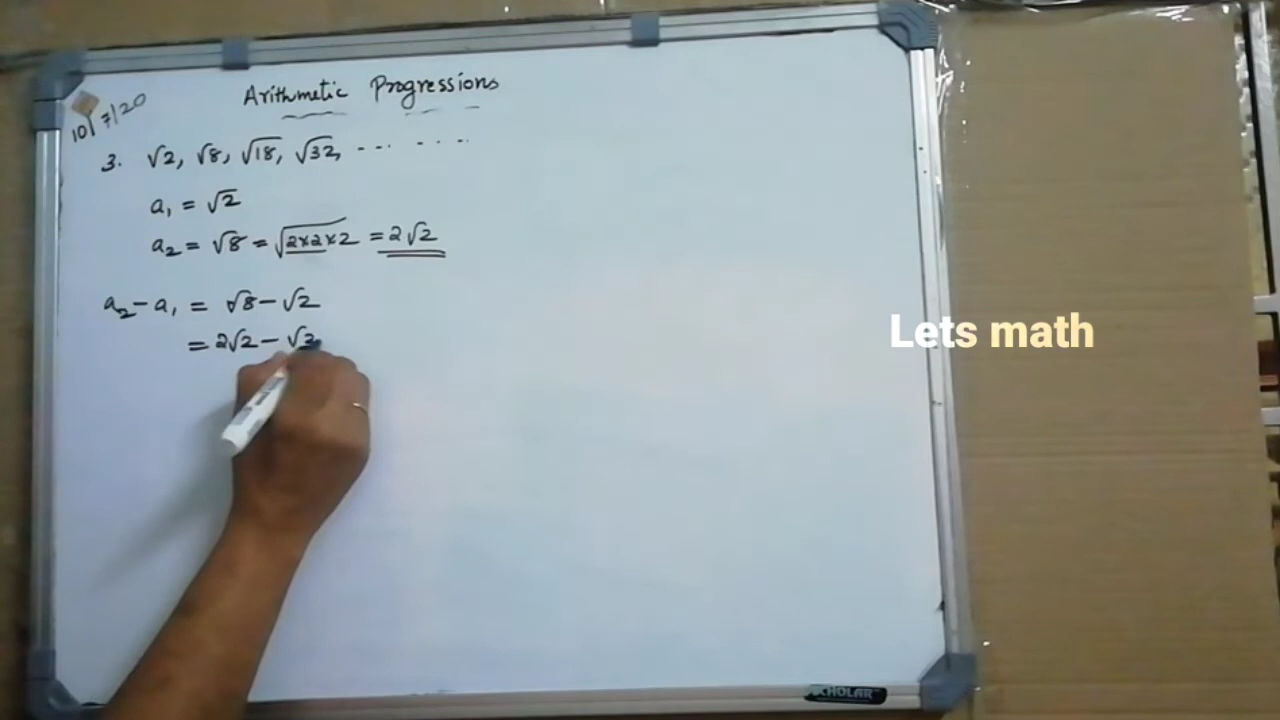 10/7/20
Arithmetic Progressions
3. √2, √8, √18, √32, --- ----
a₁ = √2
a₂ = √8 = √2×2×2 = 2√2
a₂ - a₁ = √8 - √2
= 2√2 - √2
Lets math
SCHOLAR